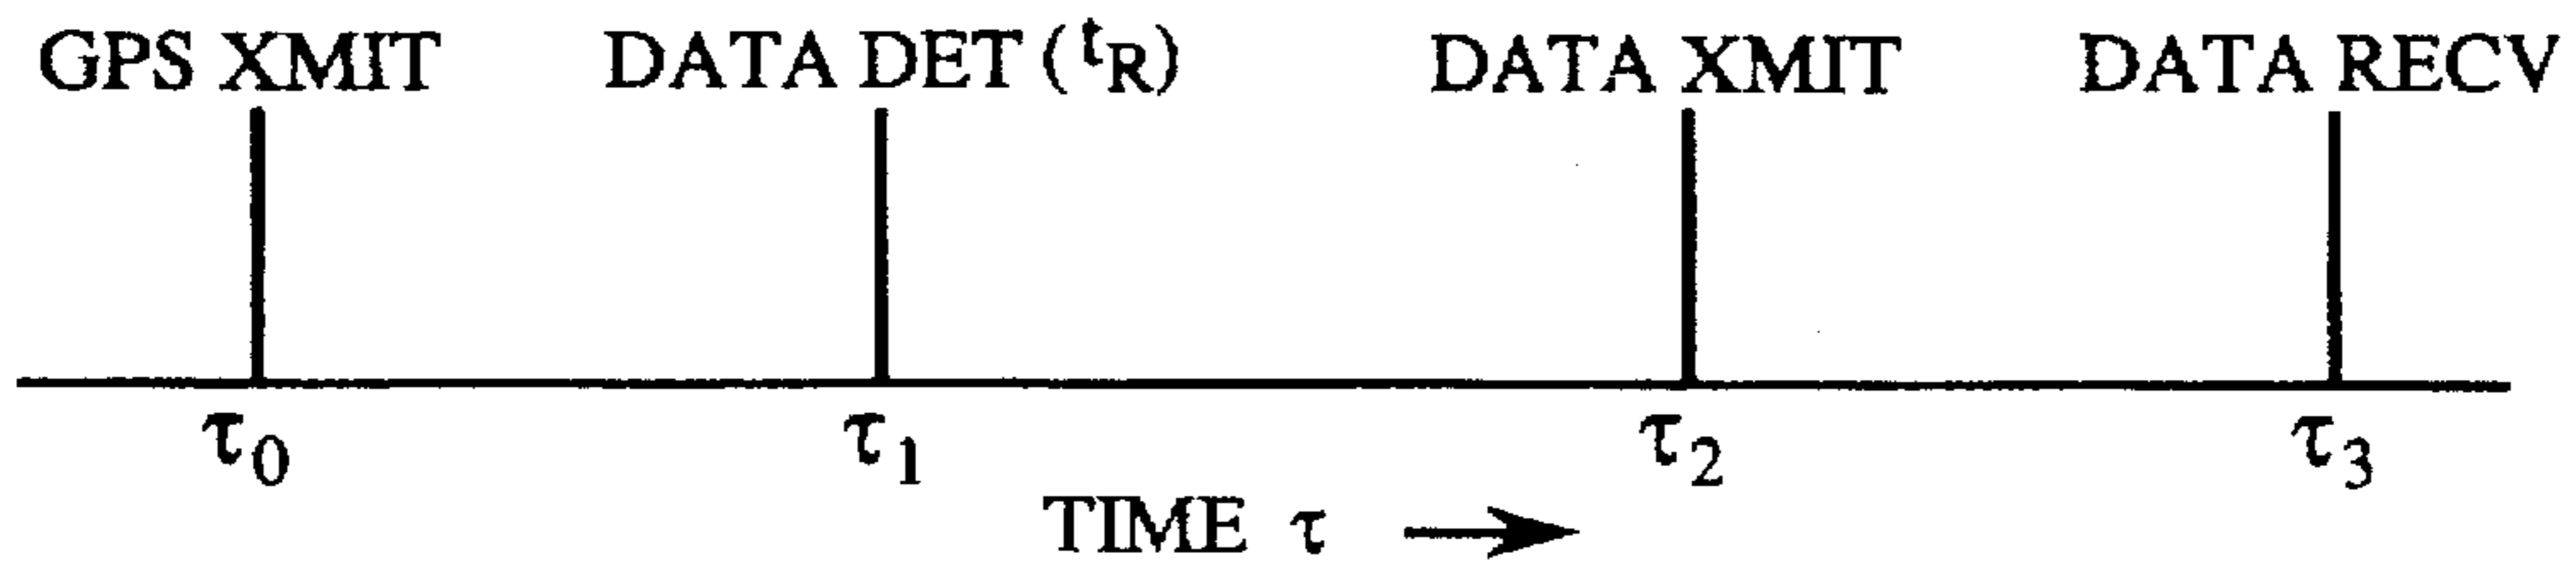 GPS XMIT DATA DET (tR) DATA XMIT DATA RECV
τ0 τ1 τ2 τ3
TIME τ